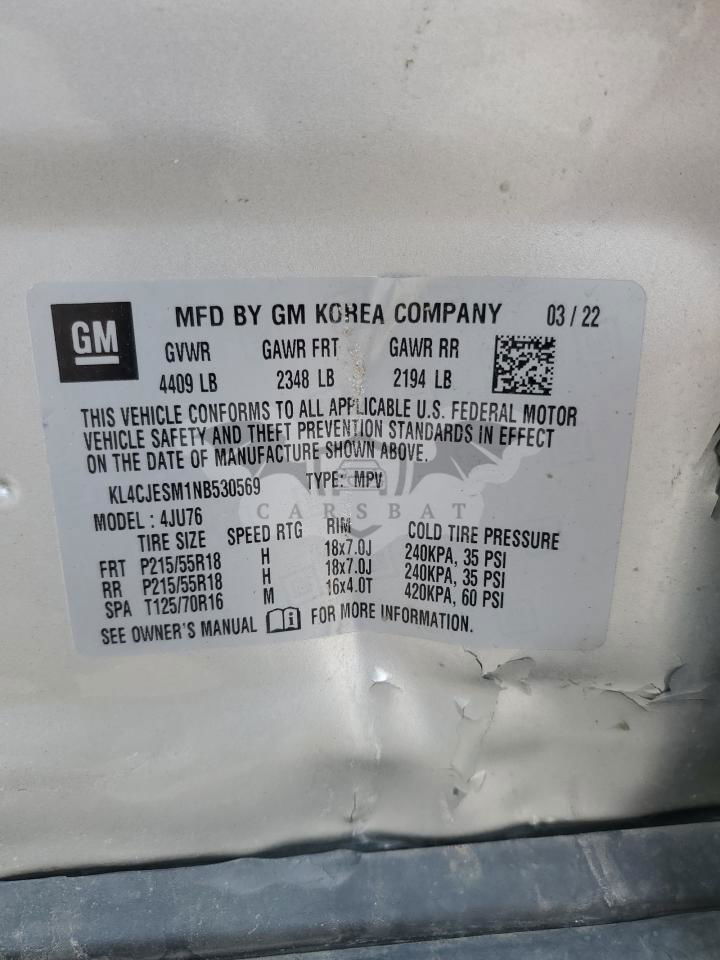 GM
MFD BY GM KOREA COMPANY 03 / 22
GVWR GAWR FRT GAWR RR
4409 LB 2348 LB 2194 LB
THIS VEHICLE CONFORMS TO ALL APPLICABLE U.S. FEDERAL MOTOR
VEHICLE SAFETY AND THEFT PREVENTION STANDARDS IN EFFECT
ON THE DATE OF MANUFACTURE SHOWN ABOVE.
KL4CJESM1NB530569 TYPE: MPV
CARSBAT
MODEL : 4JU76
TIRE SIZE SPEED RTG RIM COLD TIRE PRESSURE
FRT P215/55R18 H 18x7.0J 240KPA, 35 PSI
RR P215/55R18 H 18x7.0J 240KPA, 35 PSI
SPA T125/70R16 M 16x4.0T 420KPA, 60 PSI
SEE OWNER'S MANUAL FOR MORE INFORMATION.